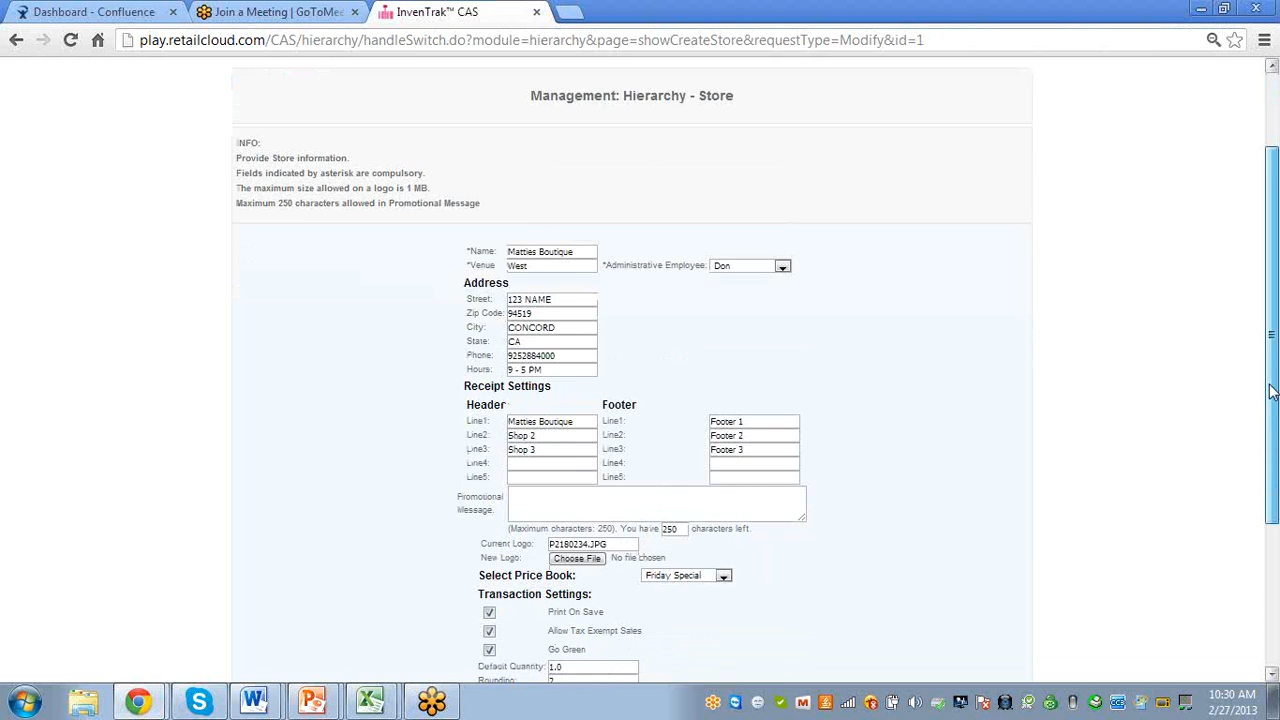 Dashboard - Confluence
Join a Meeting | GoToMee
InvenTrak™ CAS
play.retailcloud.com/CAS/hierarchy/handleSwitch.do?module=hierarchy&page=showCreateStore&requestType=Modify&id=1
Management: Hierarchy - Store
INFO:
Provide Store information.
Fields indicated by asterisk are compulsory.
The maximum size allowed on a logo is 1 MB.
Maximum 250 characters allowed in Promotional Message
*Name: Matties Boutique
*Venue West *Administrative Employee: Don
Address
Street: 123 NAME
Zip Code: 94519
City: CONCORD
State: CA
Phone: 9252884000
Hours: 9 - 5 PM
Receipt Settings
Header Footer
Line1: Matties Boutique Line1: Footer 1
Line2: Shop 2 Line2: Footer 2
Line3: Shop 3 Line3: Footer 3
Line4: Line4:
Line5: Line5:
Promotional
Message:
(Maximum characters: 250). You have 250 characters left.
Current Logo: P2180234.JPG
New Logo: Choose File No file chosen
Select Price Book: Friday Special
Transaction Settings:
Print On Save
Allow Tax Exempt Sales
Go Green
Default Quantity: 1.0
Rounding: 2
10:30 AM
2/27/2013